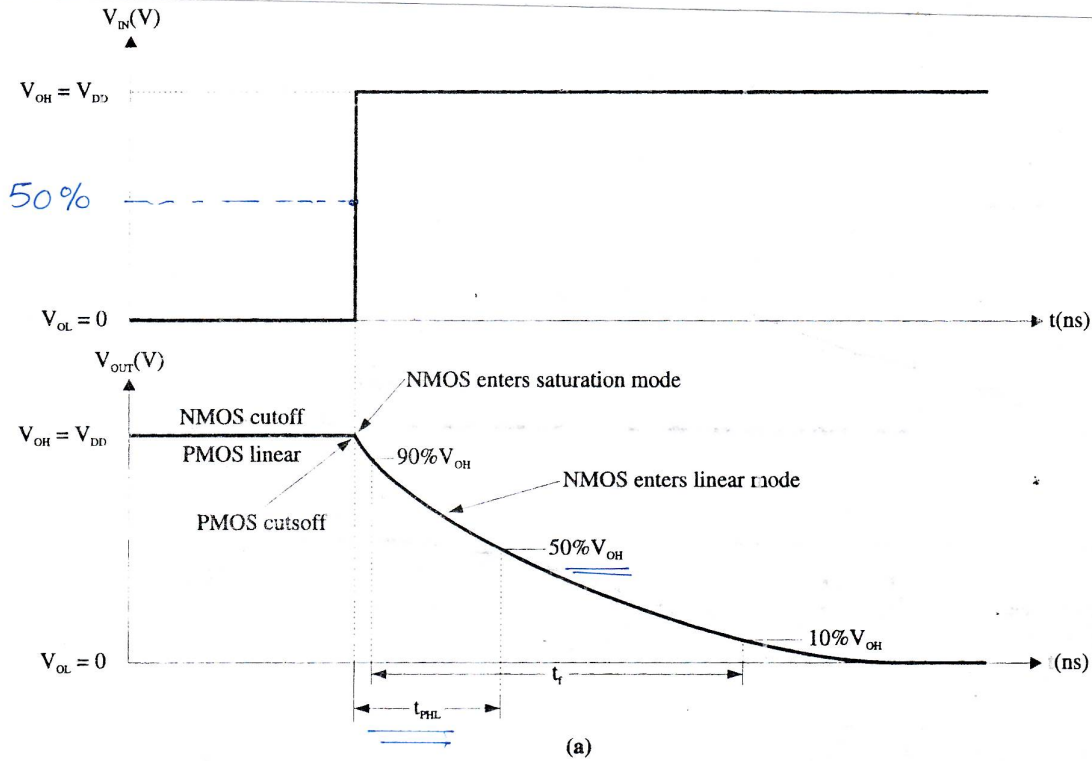 V_IN(V)
V_OH = V_DD
50%
V_OL = 0
t(ns)
V_OUT(V)
NMOS enters saturation mode
NMOS cutoff
V_OH = V_DD
PMOS linear
90%V_OH
NMOS enters linear mode
PMOS cutsoff
50%V_OH
10%V_OH
V_OL = 0
t(ns)
t_f
t_PHL
(a)